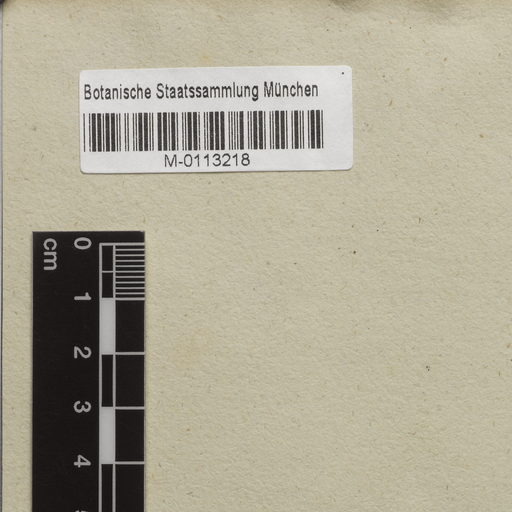 Botanische Staatssammlung München
M-0113218
cm
0
1
2
3
4